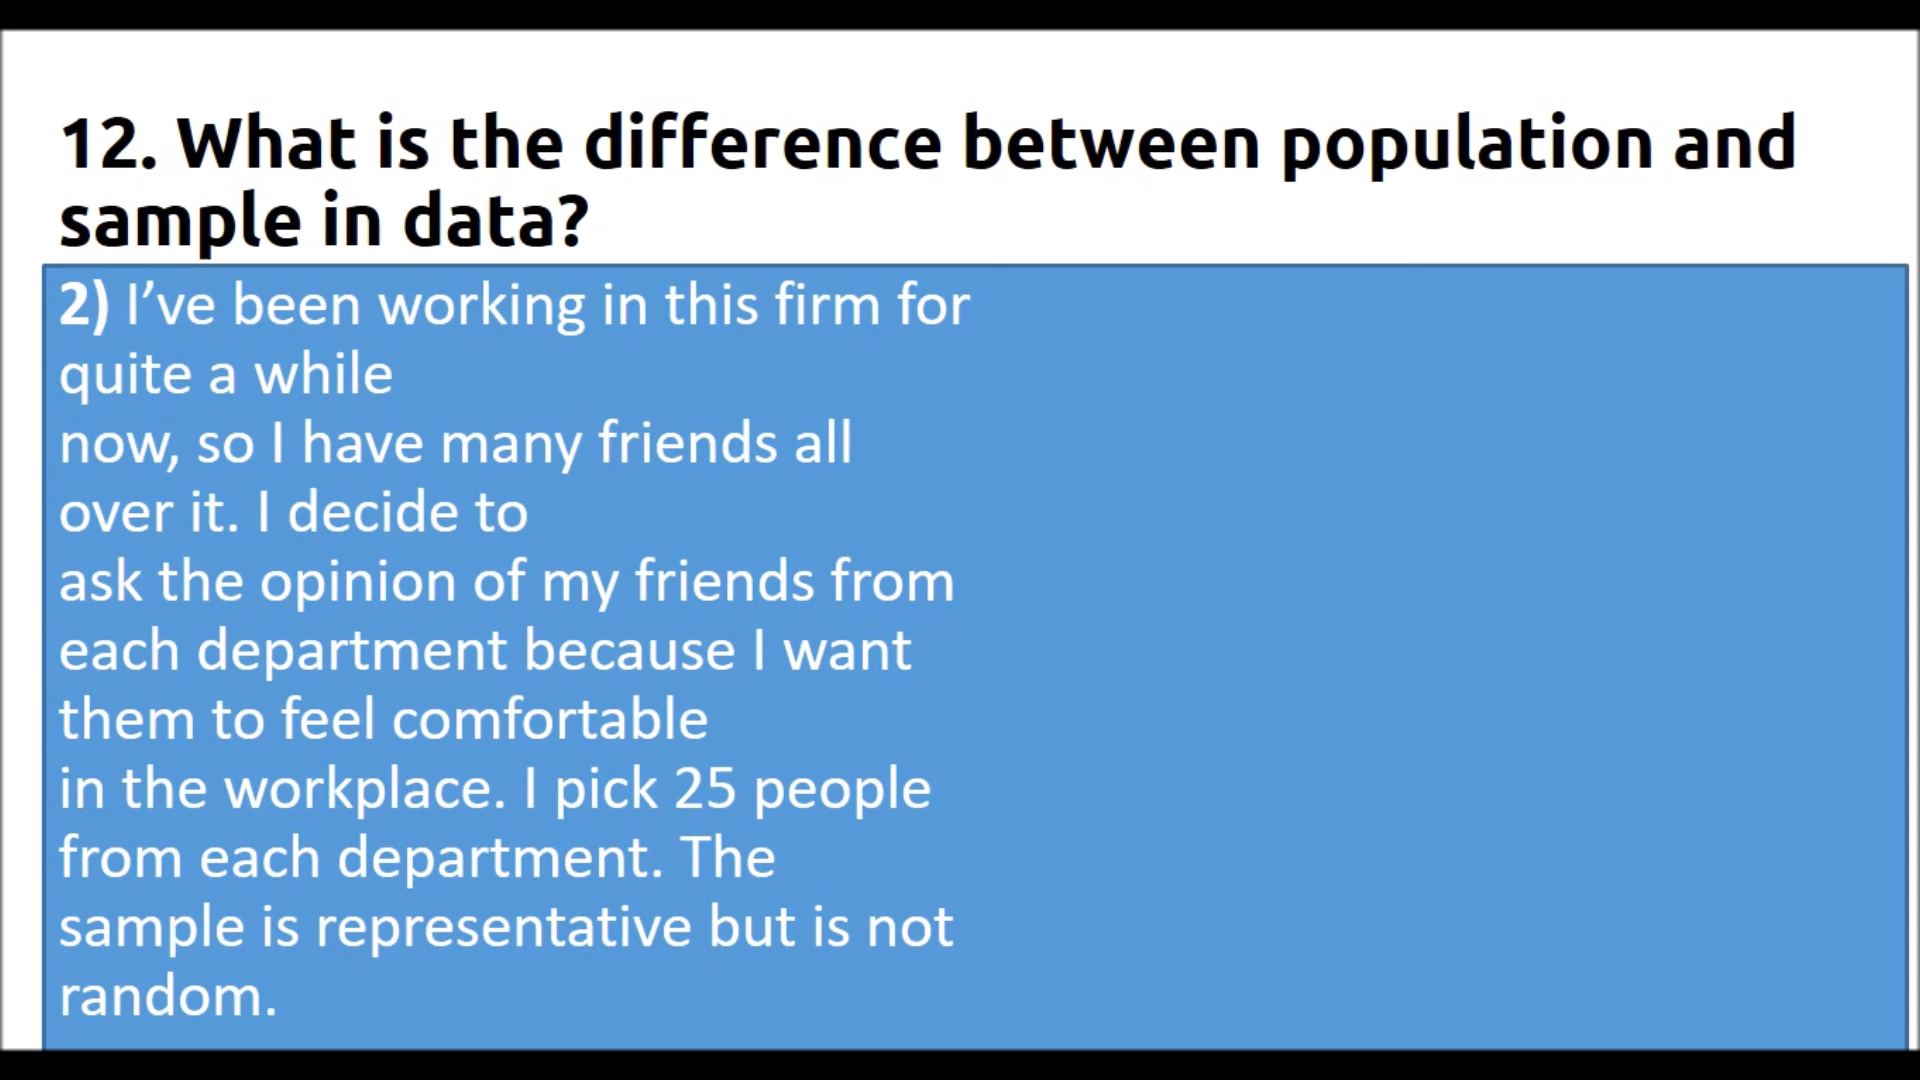 12. What is the difference between population and
sample in data?
2) I’ve been working in this firm for
quite a while
now, so I have many friends all
over it. I decide to
ask the opinion of my friends from
each department because I want
them to feel comfortable
in the workplace. I pick 25 people
from each department. The
sample is representative but is not
random.